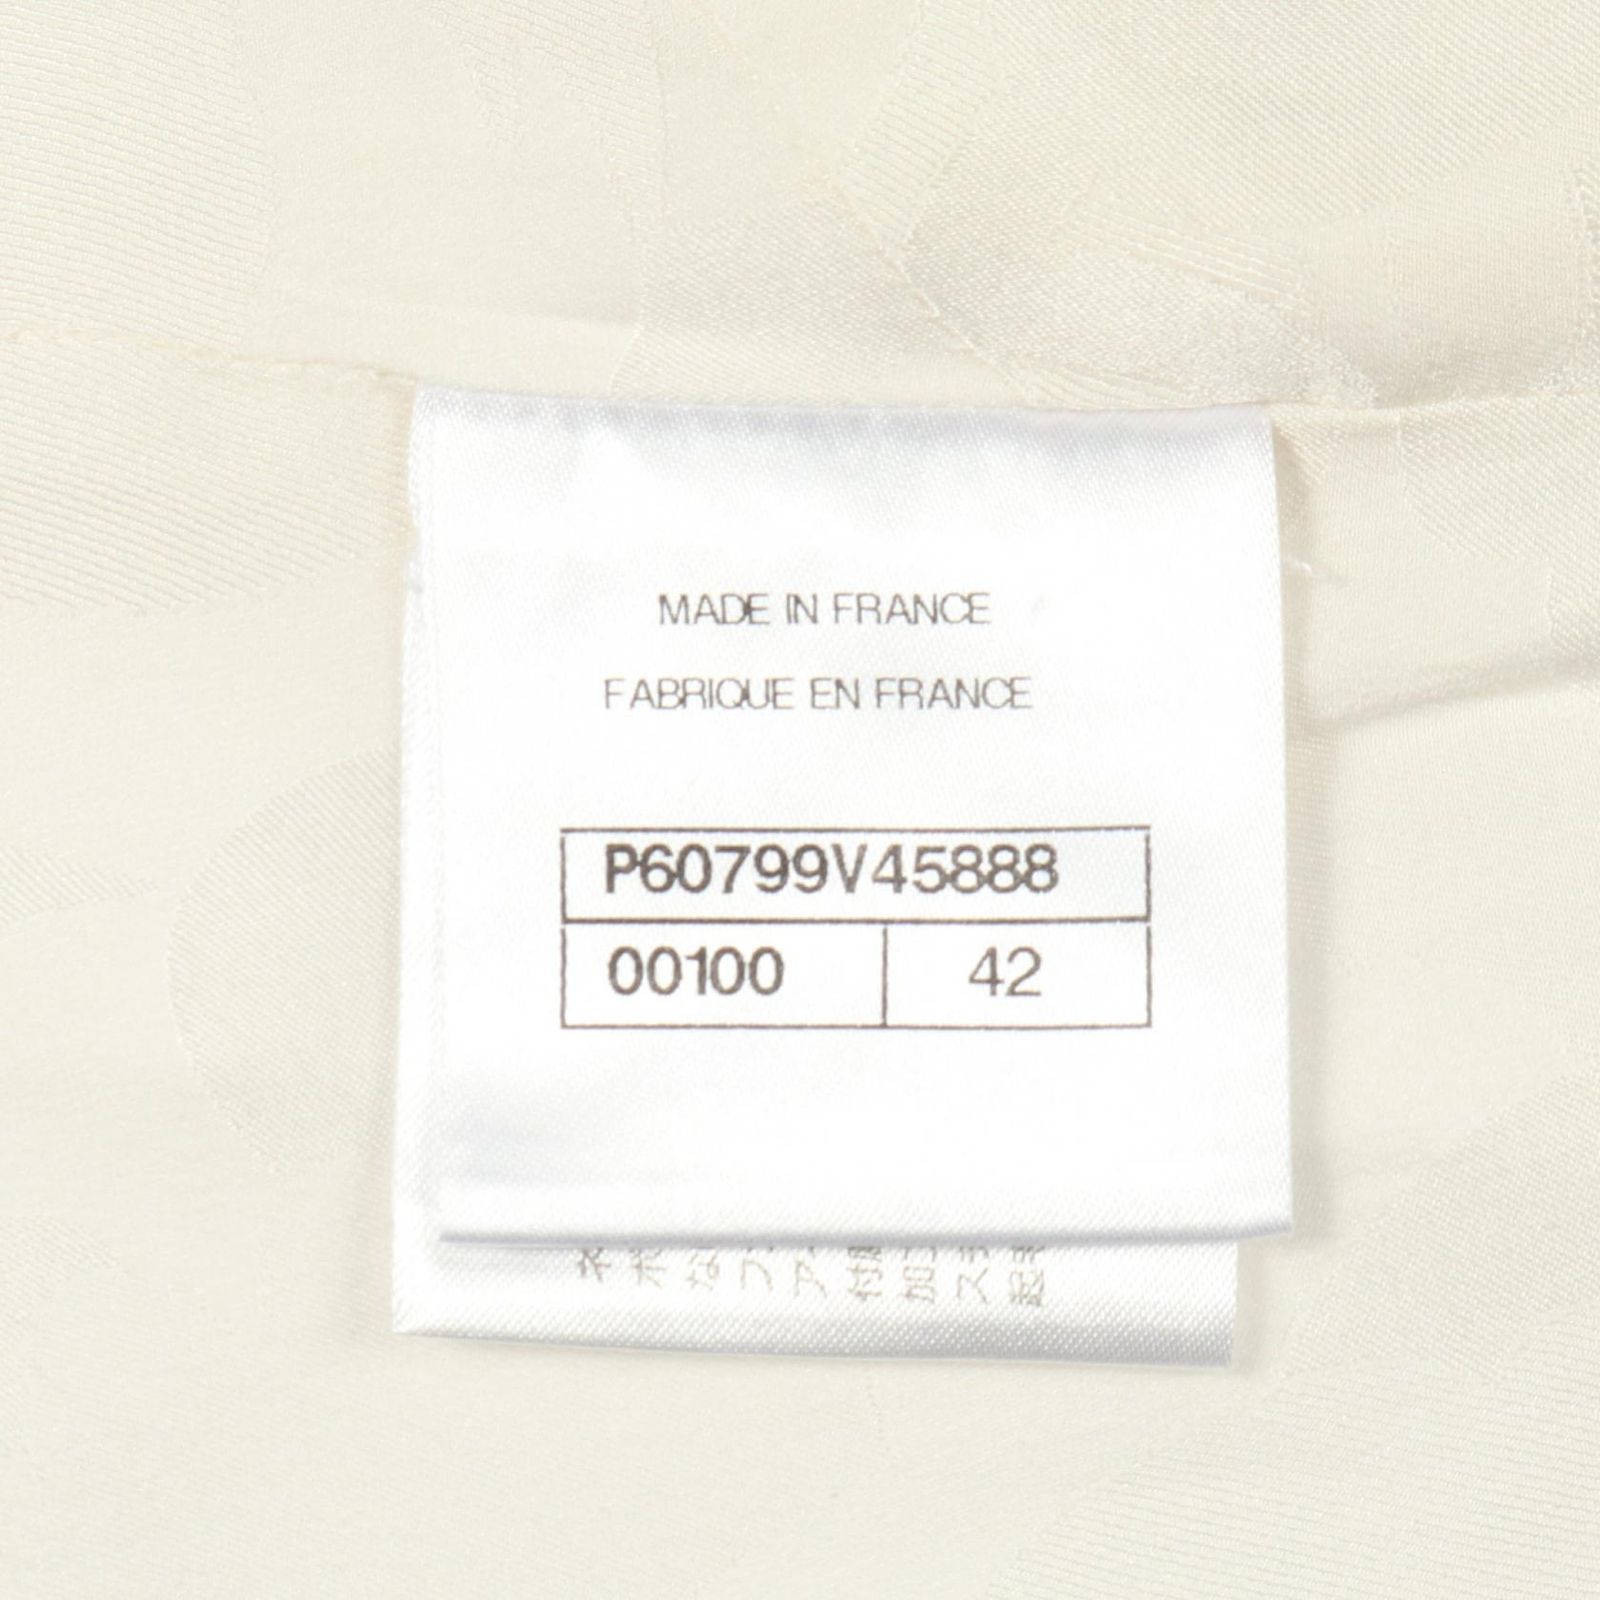 MADE IN FRANCE
FABRIQUE EN FRANCE
P60799V45888
00100 42